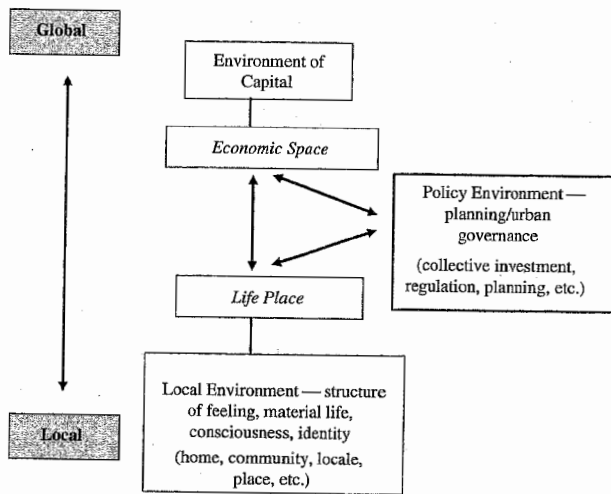 Global
Environment of
Capital
Economic Space
Policy Environment —
planning/urban
governance
(collective investment,
regulation, planning, etc.)
Life Place
Local Environment — structure
of feeling, material life,
consciousness, identity
(home, community, locale,
place, etc.)
Local